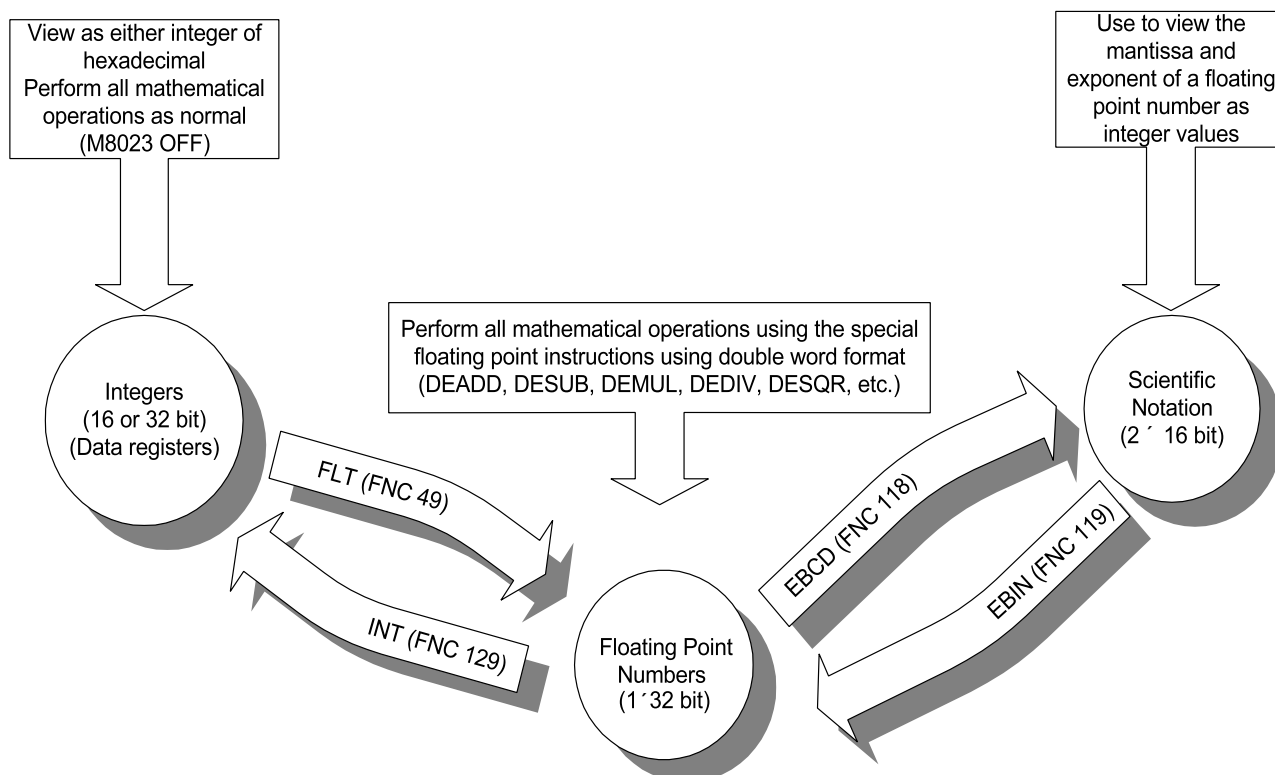 View as either integer of
hexadecimal
Perform all mathematical
operations as normal
(M8023 OFF)
Use to view the
mantissa and
exponent of a floating
point number as
integer values
Perform all mathematical operations using the special
floating point instructions using double word format
(DEADD, DESUB, DEMUL, DEDIV, DESQR, etc.)
Integers
(16 or 32 bit)
(Data registers)
Scientific
Notation
(2 ´ 16 bit)
FLT (FNC 49)
INT (FNC 129)
EBCD (FNC 118)
EBIN (FNC 119)
Floating Point
Numbers
(1 ´32 bit)